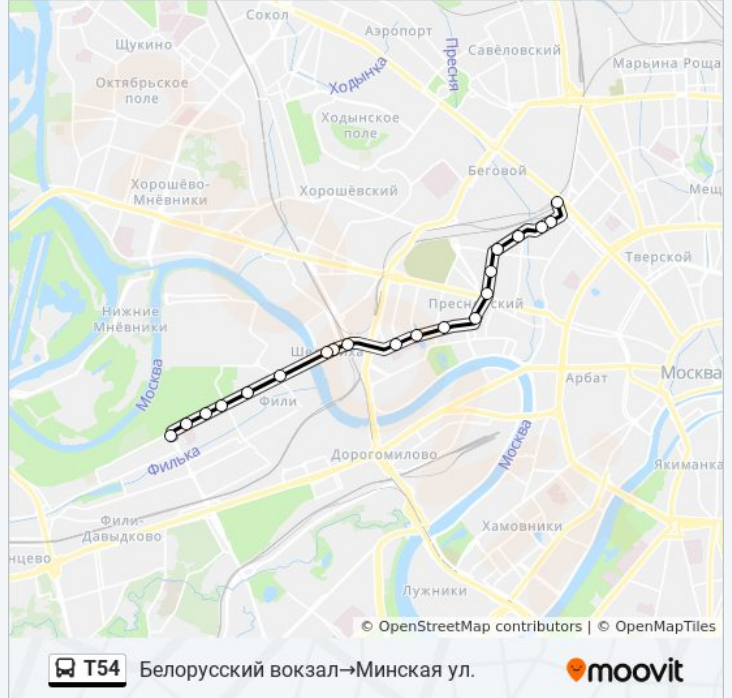 Сокол
Аэропорт
Щукино
Пресня
Савёловский
Марьина Роща
Октябрьское
поле
Ходынка
Ходынское
поле
Беговой
Хорошёво-
Мнёвники
Хорошёвский
Мещ
Тверской
Пресненский
Нижние
Мнёвники
Шелепиха
Москва
Арбат
Москва
Фили
Филька
Дорогомилово
Москва
Якиманка
Фили-
Давыдково
нцево
Хамовники
Лужники
© OpenStreetMap contributors | © OpenMapTiles
T54 Белорусский вокзал→Минская ул.
moovit